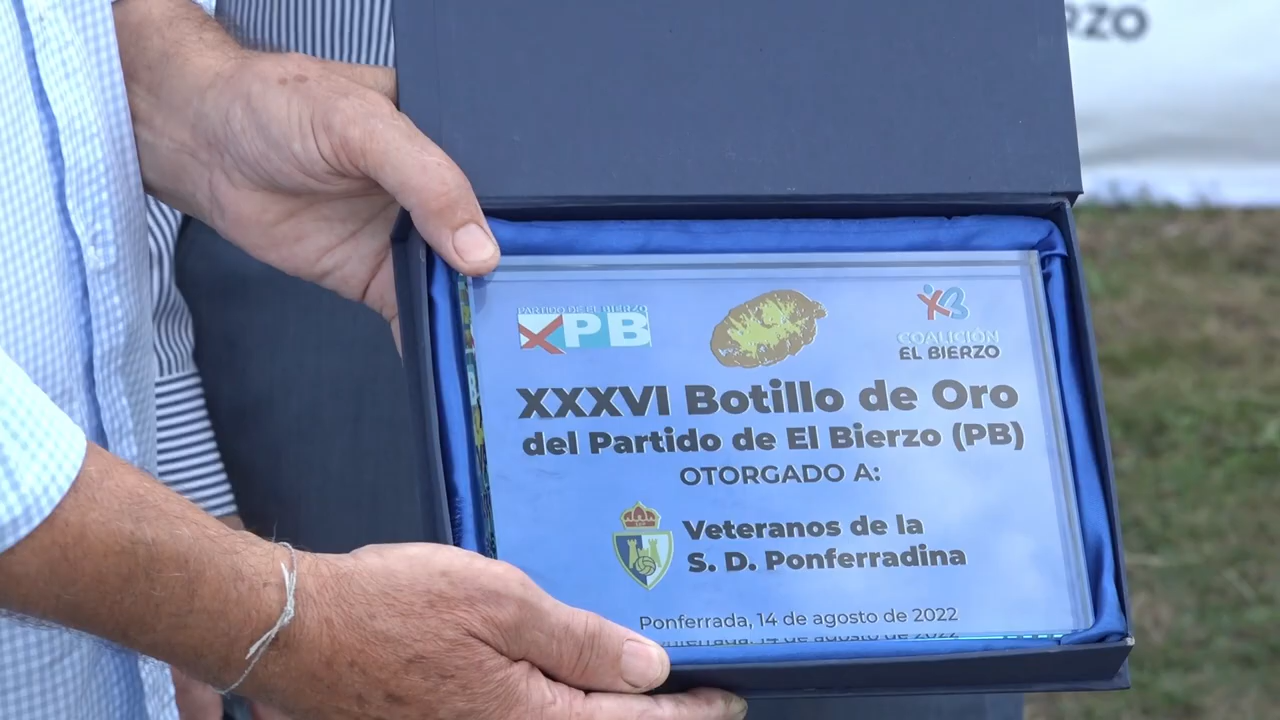 RZO
PARTIDO DE EL BIERZO
PB
COALICIÓN
EL BIERZO
XXXVI Botillo de Oro
del Partido de El Bierzo (PB)
OTORGADO A:
Veteranos de la
S. D. Ponferradina
Ponferrada, 14 de agosto de 2022